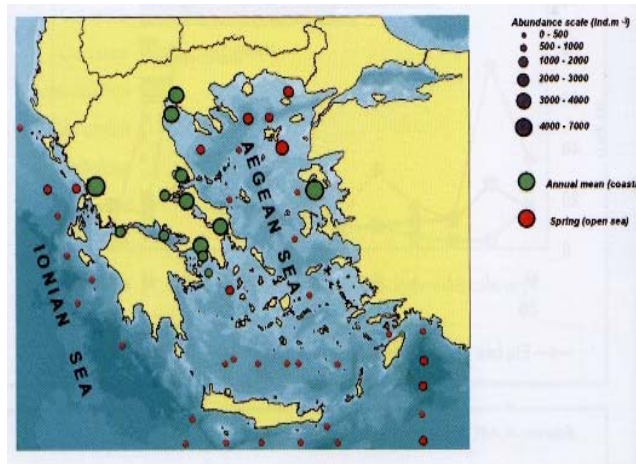 Abundance scale (ind.m⁻³)
0 - 500
500 - 1000
1000 - 2000
2000 - 3000
3000 - 4000
4000 - 7000
Annual mean (coasta
Spring (open sea)
AEGEAN SEA
IONIAN SEA